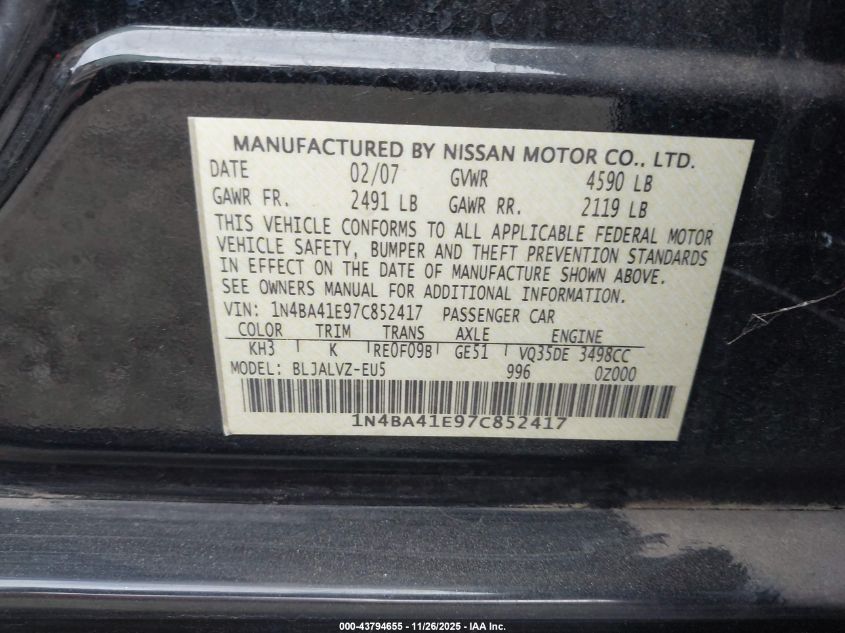 MANUFACTURED BY NISSAN MOTOR CO., LTD.
DATE 02/07 GVWR 4590 LB
GAWR FR. 2491 LB GAWR RR. 2119 LB
THIS VEHICLE CONFORMS TO ALL APPLICABLE FEDERAL MOTOR
VEHICLE SAFETY, BUMPER AND THEFT PREVENTION STANDARDS
IN EFFECT ON THE DATE OF MANUFACTURE SHOWN ABOVE.
SEE OWNERS MANUAL FOR ADDITIONAL INFORMATION.
VIN: 1N4BA41E97C852417 PASSENGER CAR
COLOR TRIM TRANS AXLE ENGINE
KH3 K RE0F09B GE51 VQ35DE 3498CC
MODEL: BLJALVZ-EU5 996 0Z000
1N4BA41E97C852417
000-43794655 - 11/26/2025 - IAA Inc.